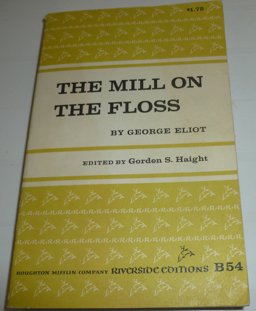 $1.75
THE MILL ON
THE FLOSS
BY GEORGE ELIOT
EDITED BY Gordon S. Haight
HOUGHTON MIFFLIN COMPANY RIVERSIDE EDITIONS B54